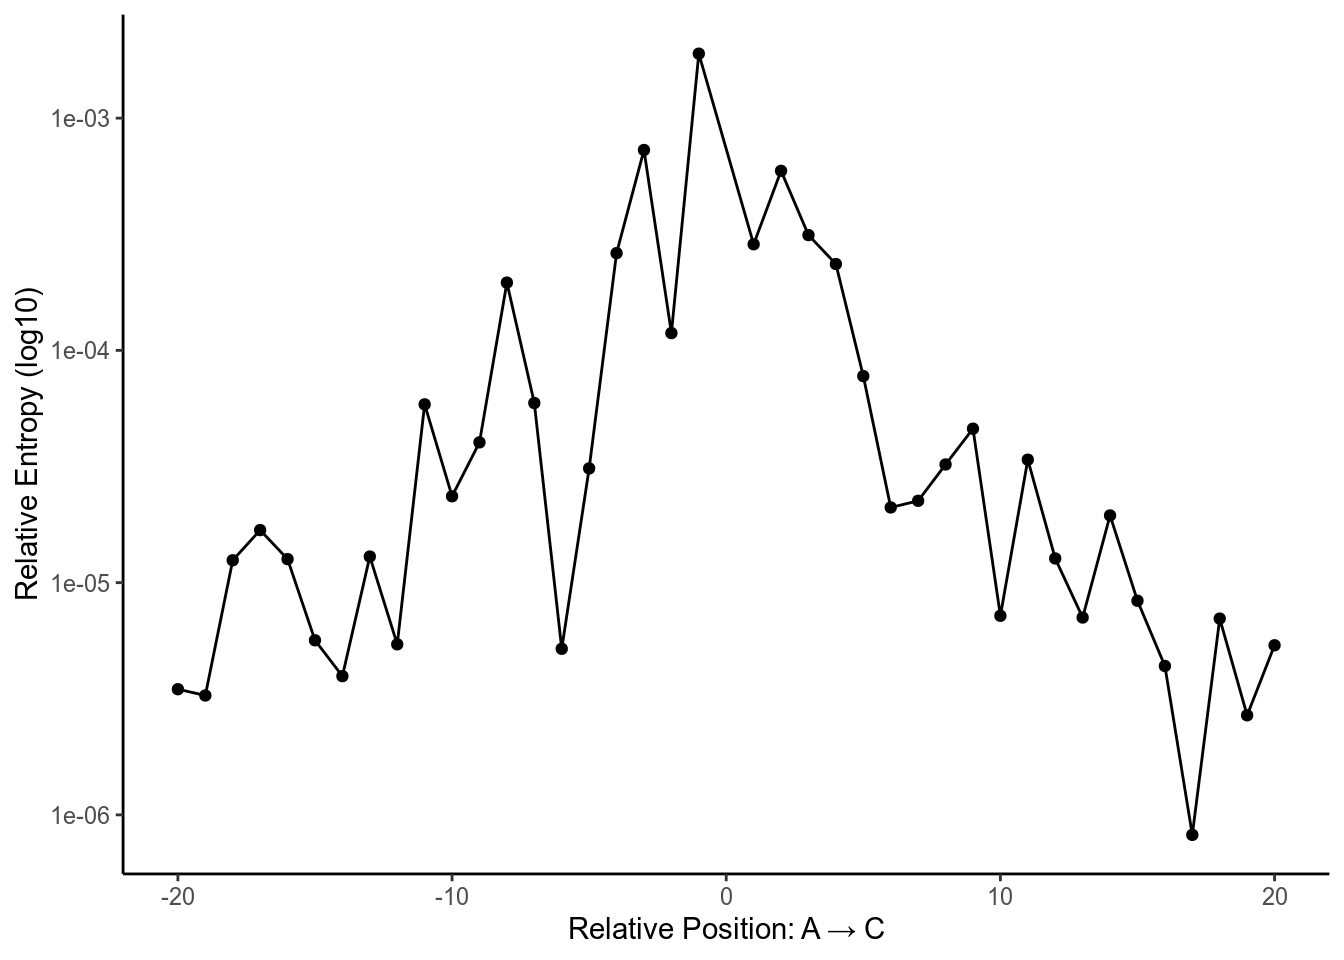 Relative Entropy (log10)
1e-03
1e-04
1e-05
1e-06
-20
-10
0
10
20
Relative Position: A → C